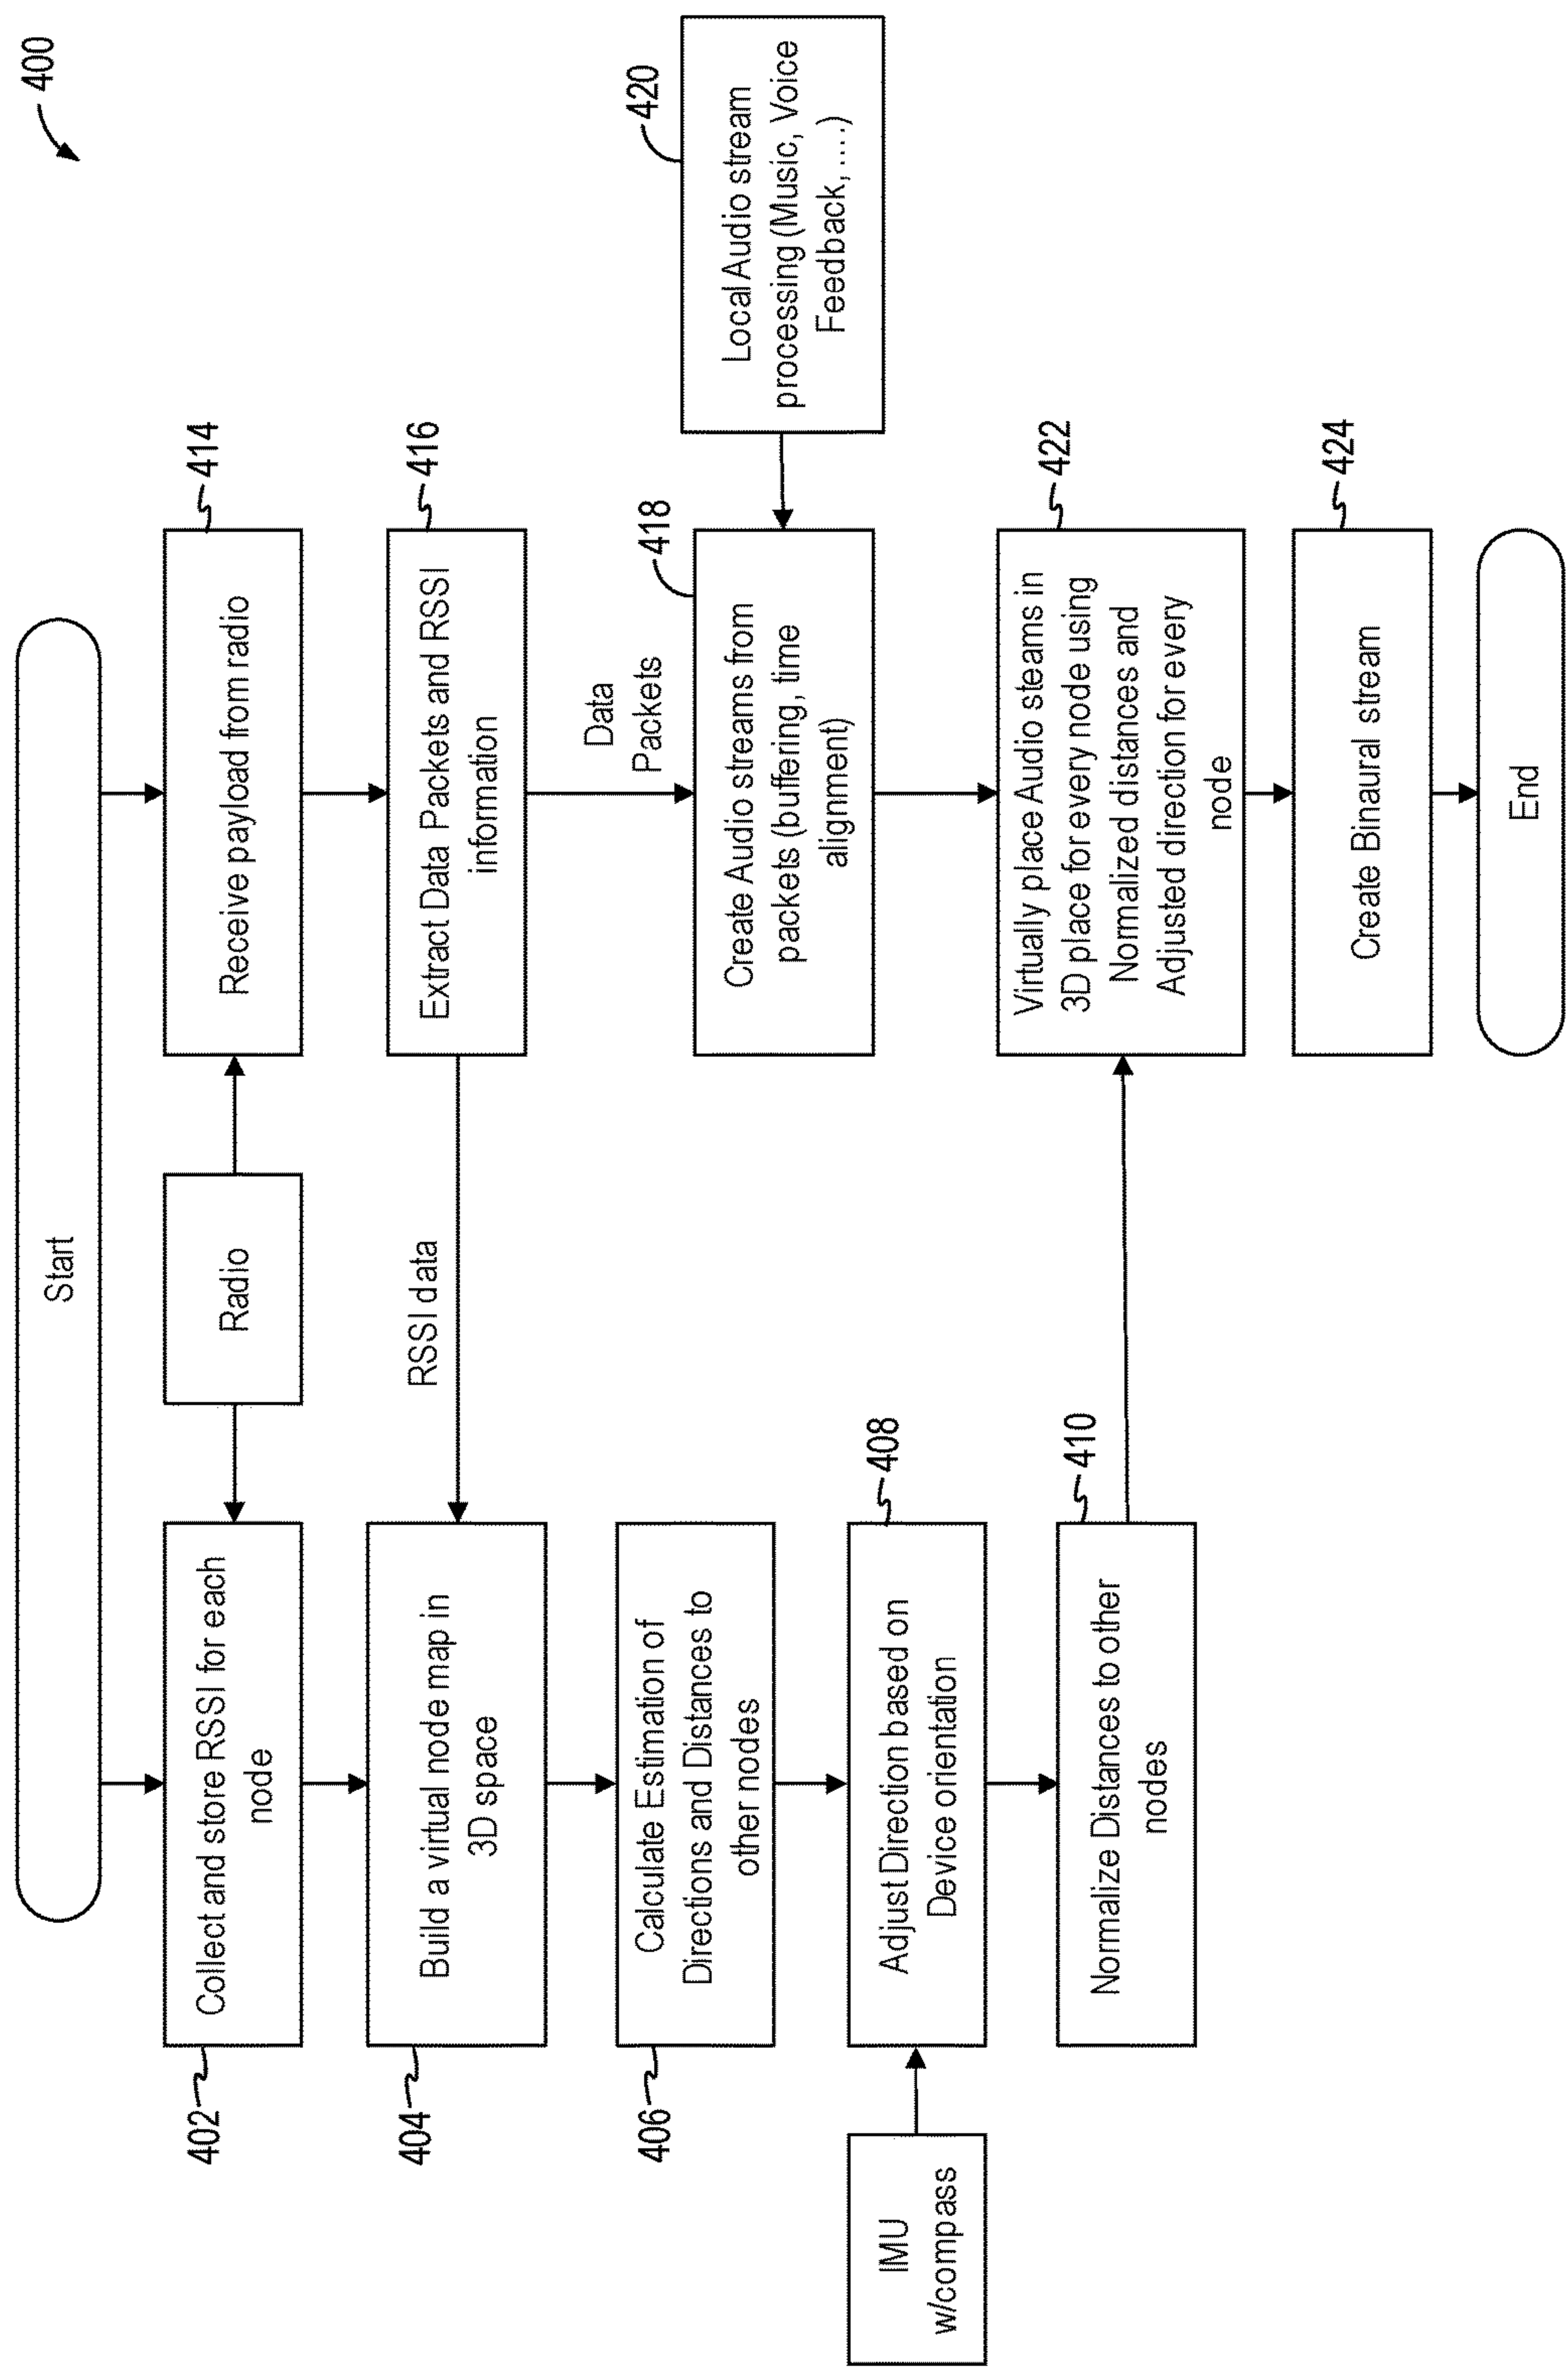 400
Start
402
Collect and store RSSI for each
node
Radio
Receive payload from radio
414
404
Build a virtual node map in
3D space
RSSI data
Extract Data Packets and RSSI
information
416
406
Calculate Estimation of
Directions and Distances to
other nodes
Data
Packets
418
Create Audio streams from
packets (buffering, time
alignment)
420
Local Audio stream
processing (Music, Voice
Feedback, ....)
IMU
w/compass
408
Adjust Direction based on
Device orientation
410
Normalize Distances to other
nodes
422
Virtually place Audio steams in
3D place for every node using
Normalized distances and
Adjusted direction for every
node
424
Create Binaural stream
End